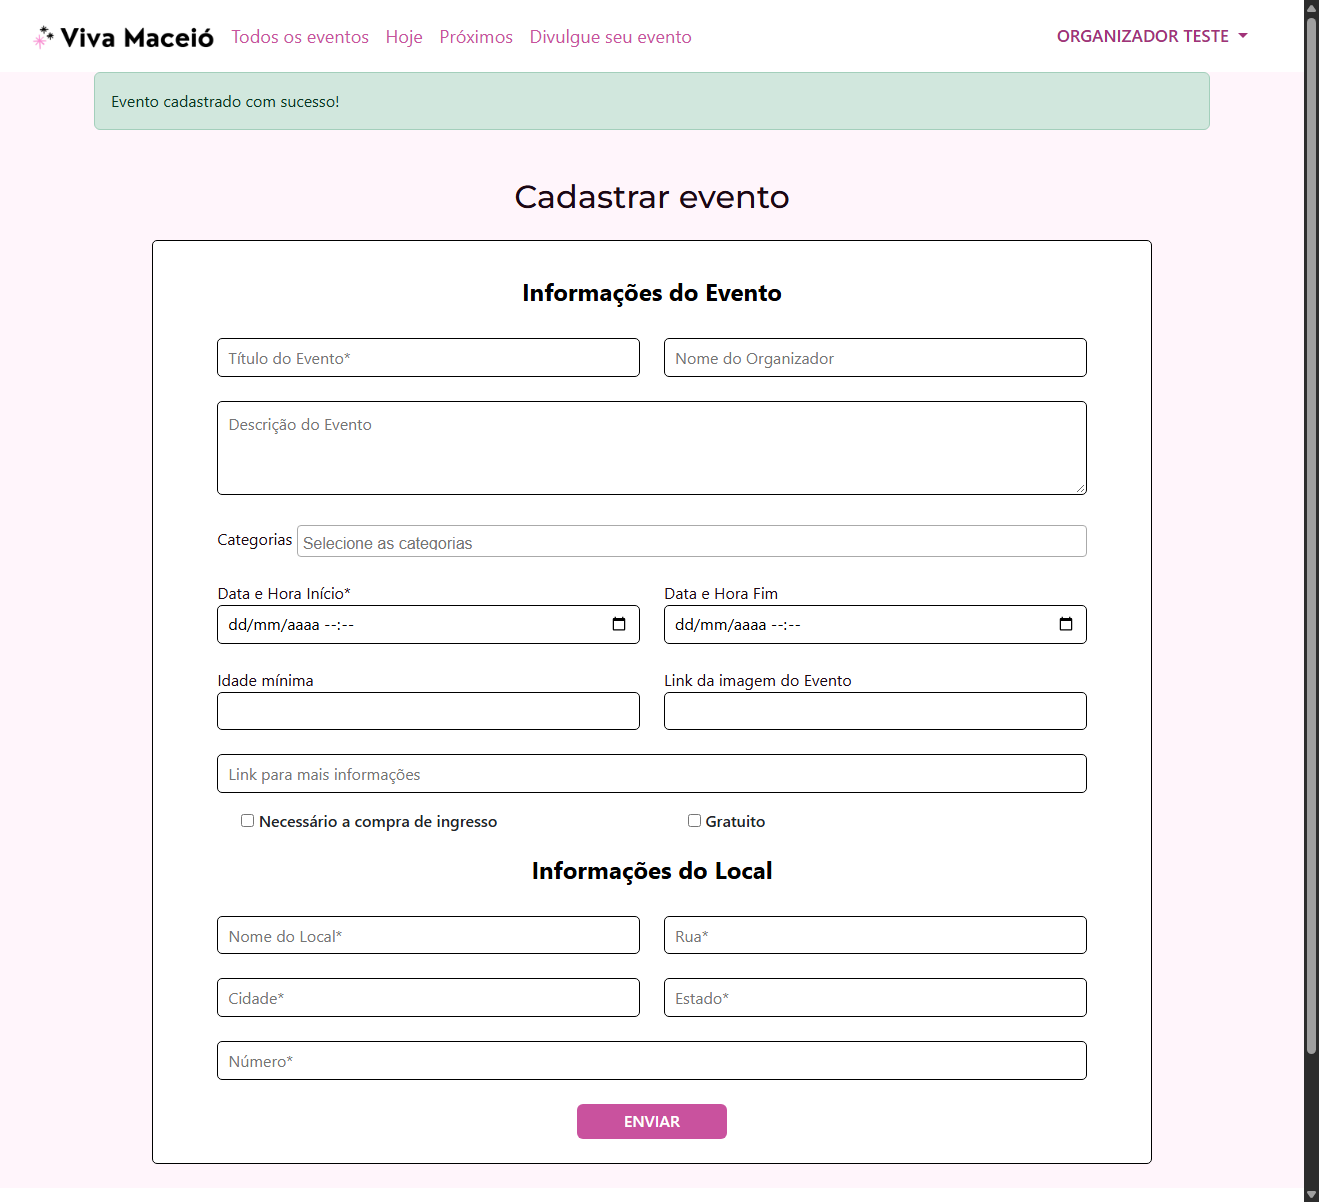 Viva Maceió Todos os eventos Hoje Próximos Divulgue seu evento ORGANIZADOR TESTE
Evento cadastrado com sucesso!
Cadastrar evento
Informações do Evento
Título do Evento* Nome do Organizador
Descrição do Evento
Categorias Selecione as categorias
Data e Hora Início* Data e Hora Fim
dd/mm/aaaa --:-- dd/mm/aaaa --:--
Idade mínima Link da imagem do Evento
Link para mais informações
Necessário a compra de ingresso Gratuito
Informações do Local
Nome do Local* Rua*
Cidade* Estado*
Número*
ENVIAR